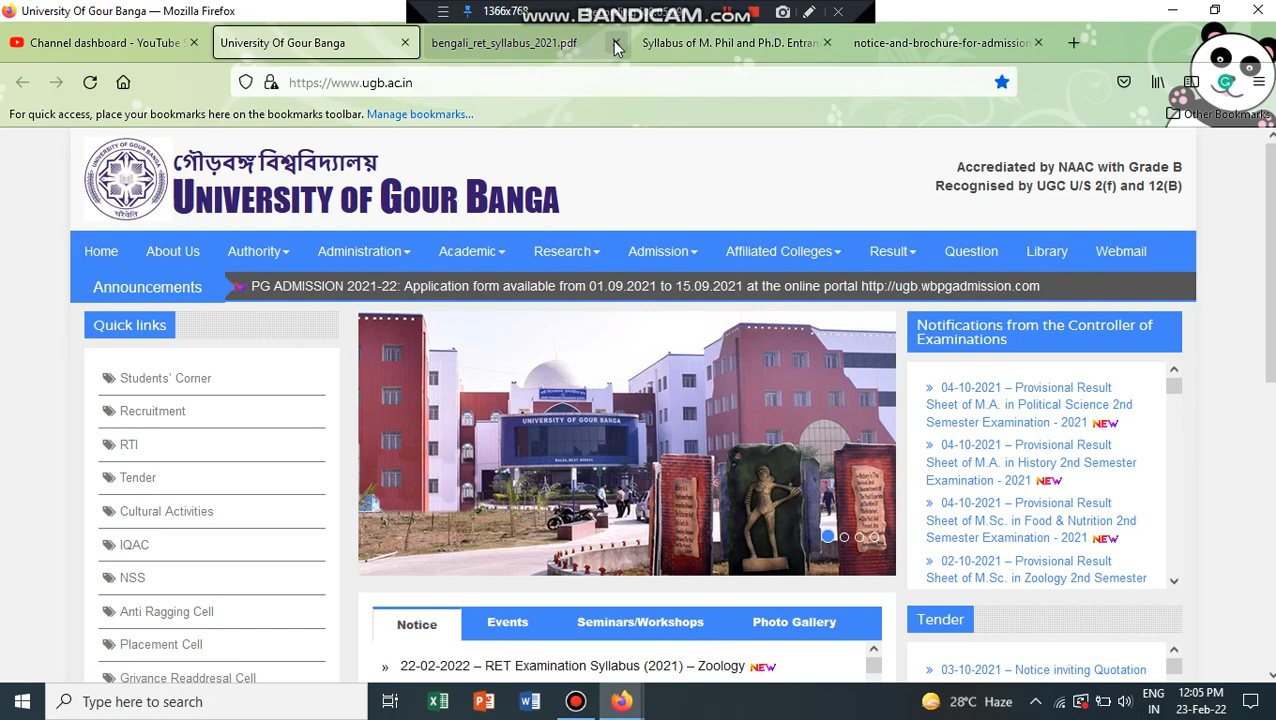 University Of Gour Banga — Mozilla Firefox
1366x768
www.BANDICAM.com
Channel dashboard - YouTube S
University Of Gour Banga
bengali_ret_syllabus_2021.pdf
Syllabus of M. Phil and Ph.D. Entran
notice-and-brochure-for-admission
https://www.ugb.ac.in
For quick access, place your bookmarks here on the bookmarks toolbar. Manage bookmarks...
Other Bookmarks
গৌড়বঙ্গ বিশ্ববিদ্যালয়
UNIVERSITY OF GOUR BANGA
Accrediated by NAAC with Grade B
Recognised by UGC U/S 2(f) and 12(B)
Home About Us Authority Administration Academic Research Admission Affiliated Colleges Result Question Library Webmail
Announcements
PG ADMISSION 2021-22: Application form available from 01.09.2021 to 15.09.2021 at the online portal http://ugb.wbpgadmission.com
Quick links
Students' Corner
Recruitment
RTI
Tender
Cultural Activities
IQAC
NSS
Anti Ragging Cell
Placement Cell
Grivance Readdresal Cell
UNIVERSITY OF GOUR BANGA
Notice Events Seminars/Workshops Photo Gallery
» 22-02-2022 – RET Examination Syllabus (2021) – Zoology NEW
Notifications from the Controller of
Examinations
» 04-10-2021 – Provisional Result
Sheet of M.A. in Political Science 2nd
Semester Examination - 2021 NEW
» 04-10-2021 – Provisional Result
Sheet of M.A. in History 2nd Semester
Examination - 2021 NEW
» 04-10-2021 – Provisional Result
Sheet of M.Sc. in Food & Nutrition 2nd
Semester Examination - 2021 NEW
» 02-10-2021 – Provisional Result
Sheet of M.Sc. in Zoology 2nd Semester
Tender
» 03-10-2021 – Notice inviting Quotation
Type here to search
28°C Haze
ENG
IN
12:05 PM
23-Feb-22